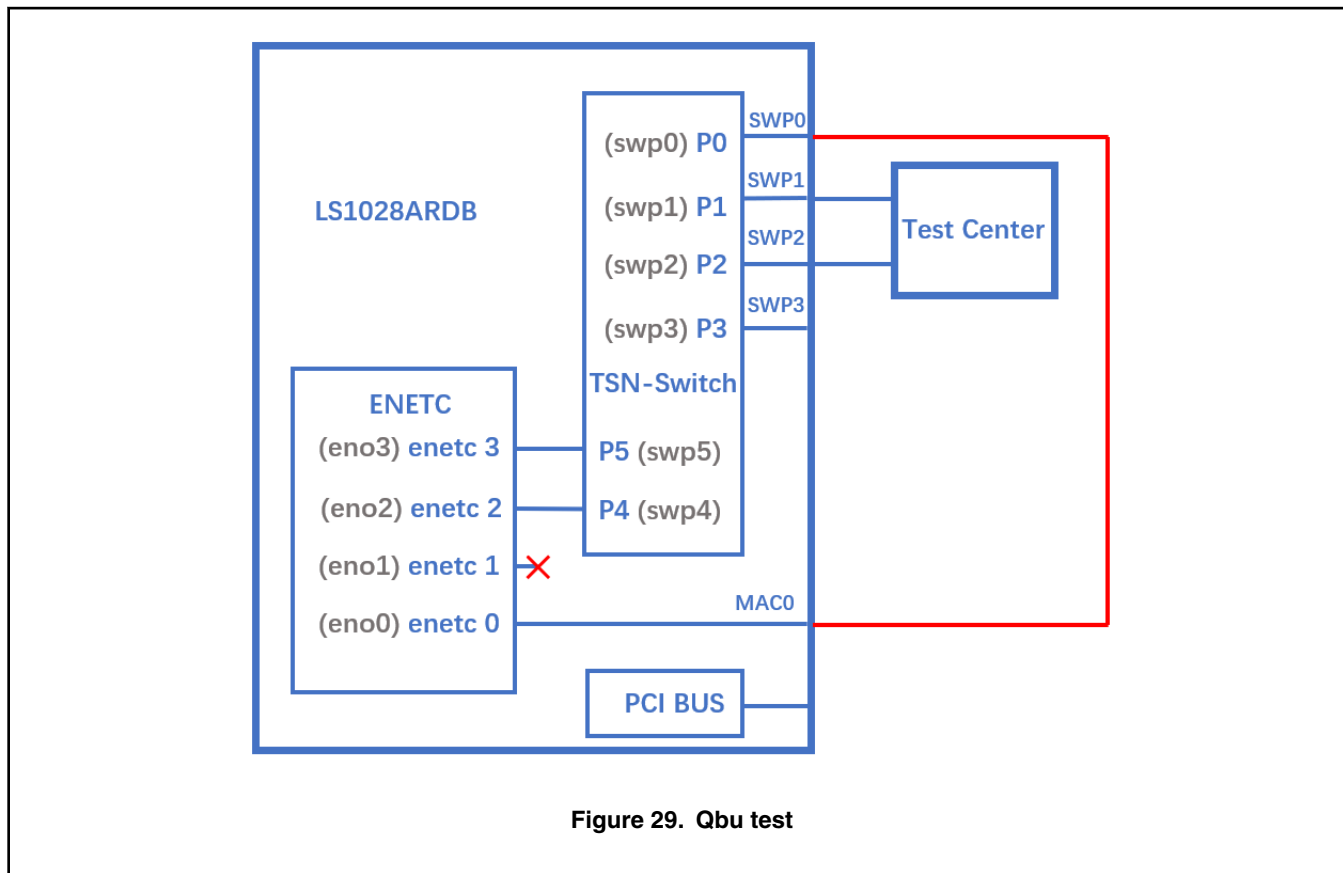 SWP0
(swp0) P0
SWP1
(swp1) P1
LS1028ARDB
Test Center
SWP2
(swp2) P2
SWP3
(swp3) P3
TSN-Switch
ENETC
(eno3) enetc 3
P5 (swp5)
(eno2) enetc 2
P4 (swp4)
(eno1) enetc 1
MAC0
(eno0) enetc 0
PCI BUS
Figure 29. Qbu test